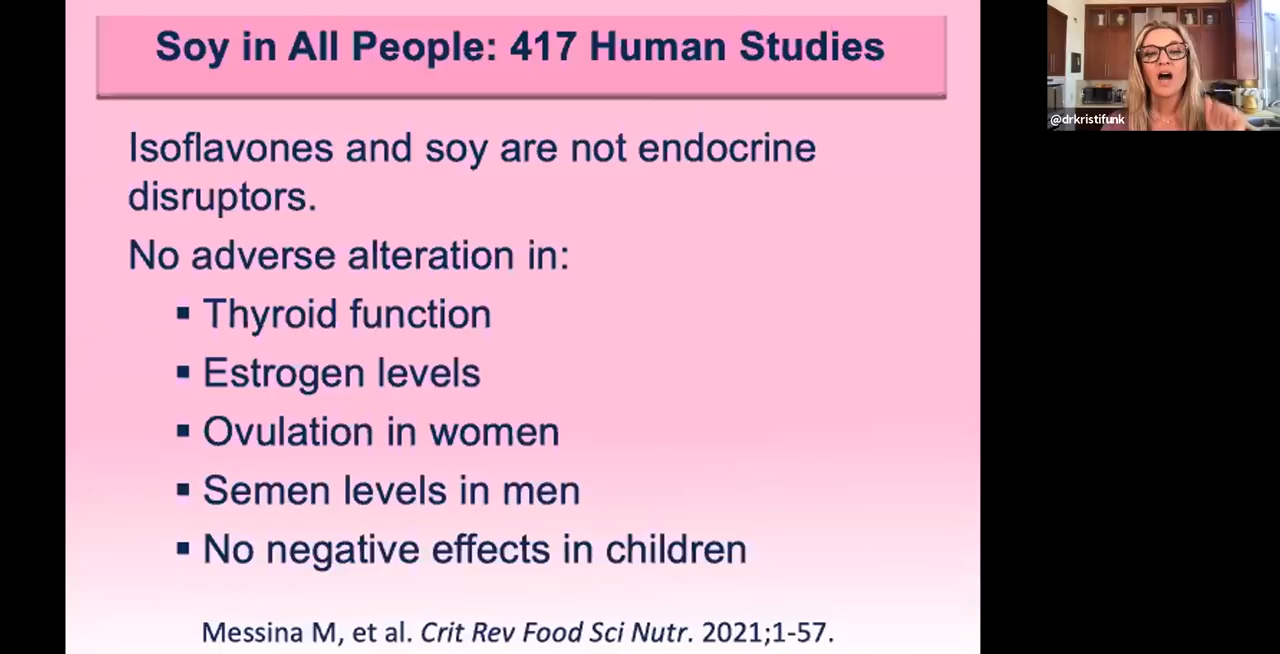 Soy in All People: 417 Human Studies
@drkristifunk
Isoflavones and soy are not endocrine
disruptors.
No adverse alteration in:
▪ Thyroid function
▪ Estrogen levels
▪ Ovulation in women
▪ Semen levels in men
▪ No negative effects in children
Messina M, et al. Crit Rev Food Sci Nutr. 2021;1-57.